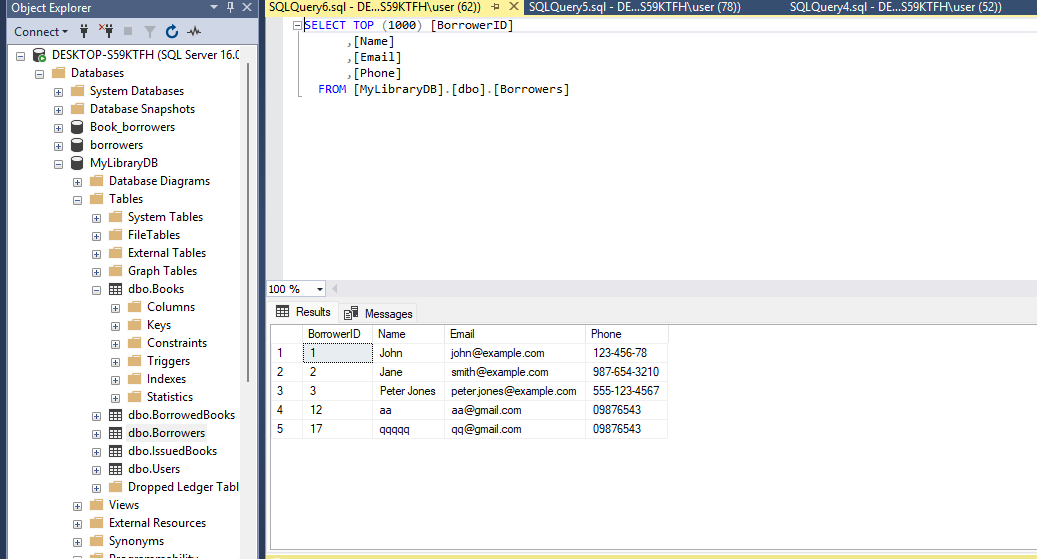 Object Explorer
Connect
DESKTOP-S59KTFH (SQL Server 16.0
Databases
System Databases
Database Snapshots
Book_borrowers
borrowers
MyLibraryDB
Database Diagrams
Tables
System Tables
FileTables
External Tables
Graph Tables
dbo.Books
Columns
Keys
Constraints
Triggers
Indexes
Statistics
dbo.BorrowedBooks
dbo.Borrowers
dbo.IssuedBooks
dbo.Users
Dropped Ledger Tabl
Views
External Resources
Synonyms
Programmability
SQLQuery6.sql - DE...S59KTFH\user (62)) SQLQuery5.sql - DE...S59KTFH\user (78)) SQLQuery4.sql - DE...S59KTFH\user (52))
SELECT TOP (1000) [BorrowerID]
,[Name]
,[Email]
,[Phone]
FROM [MyLibraryDB].[dbo].[Borrowers]
100 %
Results Messages
BorrowerID Name Email Phone
1 1 John john@example.com 123-456-78
2 2 Jane smith@example.com 987-654-3210
3 3 Peter Jones peter.jones@example.com 555-123-4567
4 12 aa aa@gmail.com 09876543
5 17 qqqqq qq@gmail.com 09876543